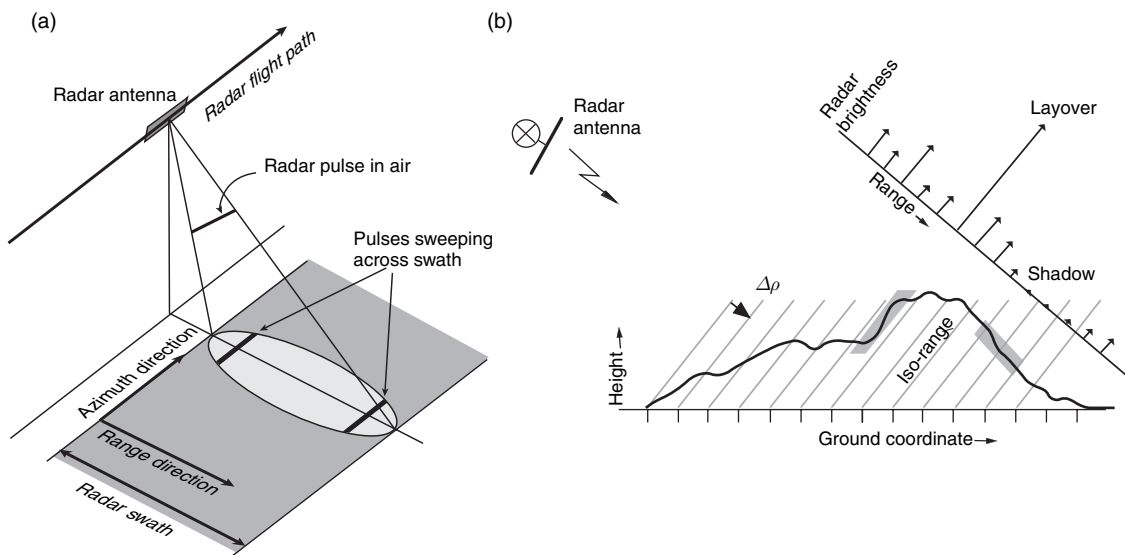 (a)
Radar antenna
Radar flight path
Radar pulse in air
Pulses sweeping
across swath
Azimuth direction
Range direction
Radar swath
(b)
Radar
antenna
Radar
brightness
Layover
Range
Shadow
Δρ
Iso-range
Height
Ground coordinate